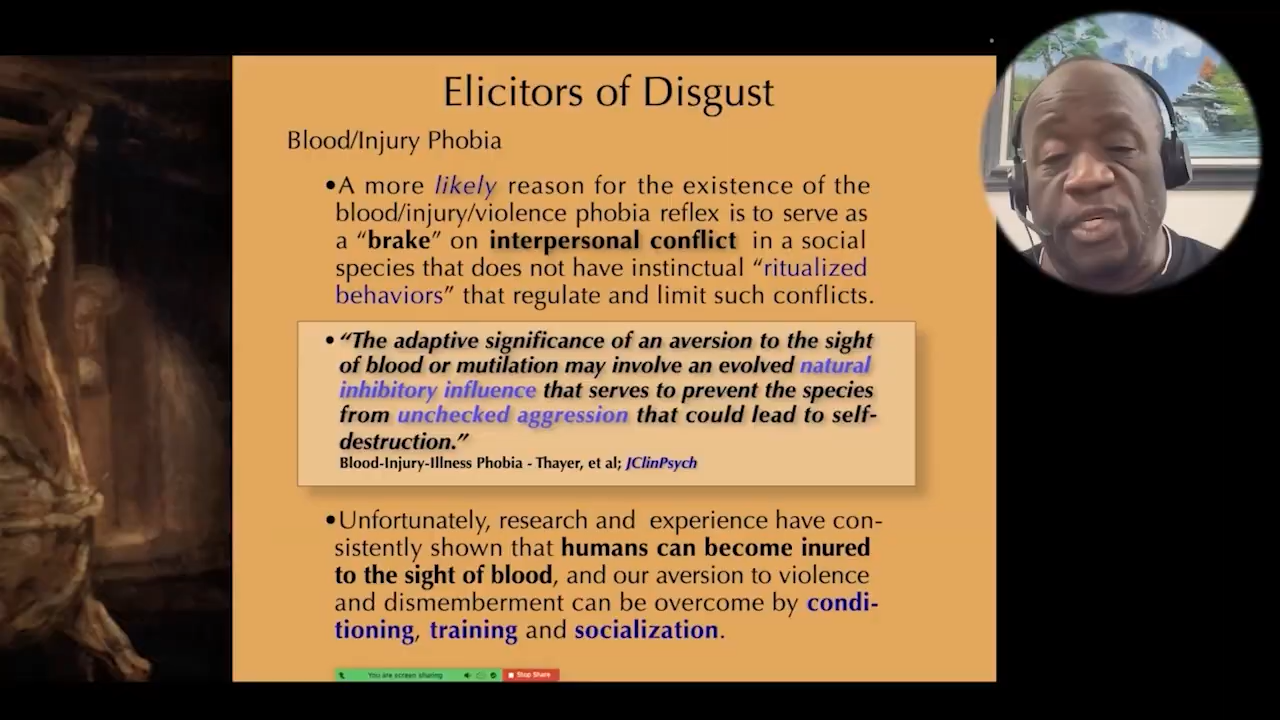 Elicitors of Disgust
Blood/Injury Phobia
•A more likely reason for the existence of the
blood/injury/violence phobia reflex is to serve as
a “brake” on interpersonal conflict in a social
species that does not have instinctual “ritualized
behaviors” that regulate and limit such conflicts.
• “The adaptive significance of an aversion to the sight
of blood or mutilation may involve an evolved natural
inhibitory influence that serves to prevent the species
from unchecked aggression that could lead to self-
destruction.”
Blood-Injury-Illness Phobia - Thayer, et al; JClinPsych
•Unfortunately, research and experience have con-
sistently shown that humans can become inured
to the sight of blood, and our aversion to violence
and dismemberment can be overcome by condi-
tioning, training and socialization.
You are screen sharing
Stop Share